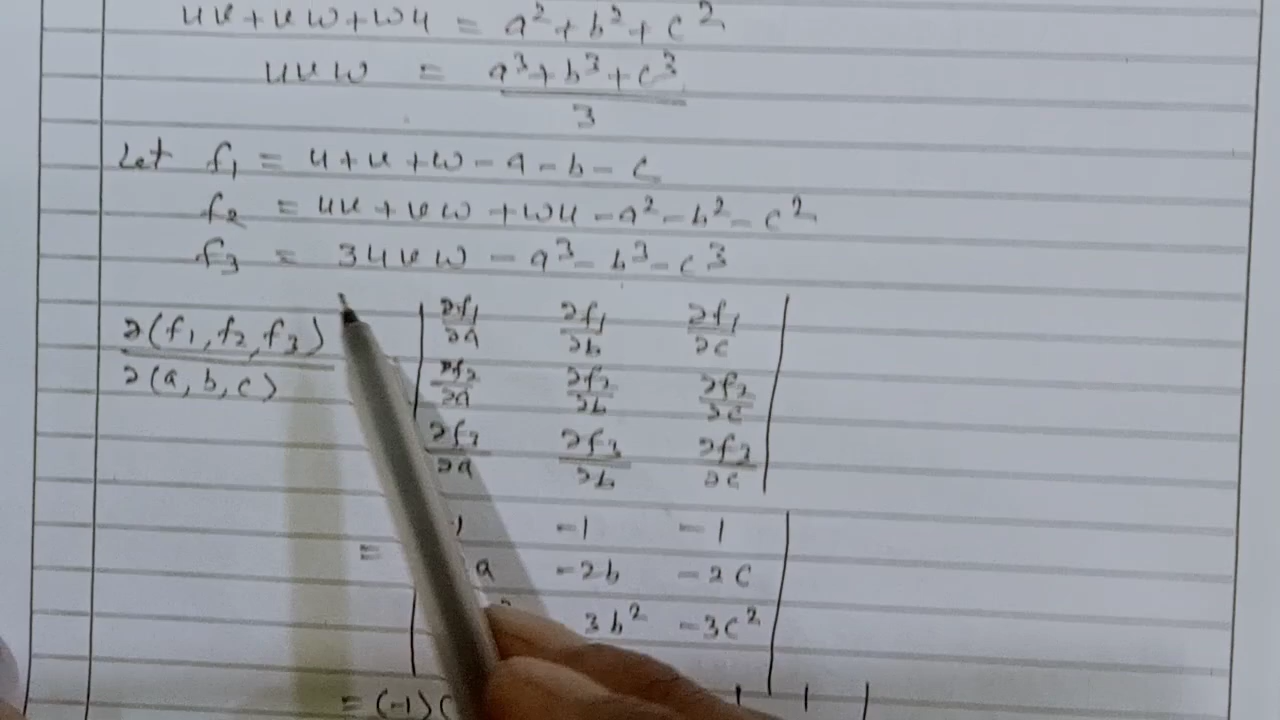 uv + vw + wu = a² + b² + c²
uvw = a³ + b³ + c³ / 3
Let f₁ = u + v + w - a - b - c
f₂ = uv + vw + wu - a² - b² - c²
f₃ = 3uvw - a³ - b³ - c³
∂(f₁, f₂, f₃) / ∂(a, b, c) | ∂f₁/∂a ∂f₁/∂b ∂f₁/∂c |
∂f₂/∂a ∂f₂/∂b ∂f₂/∂c
∂f₃/∂a ∂f₃/∂b ∂f₃/∂c
= 1 -1 -1 |
a -2b -2c
3b² -3c²
= (-1)(